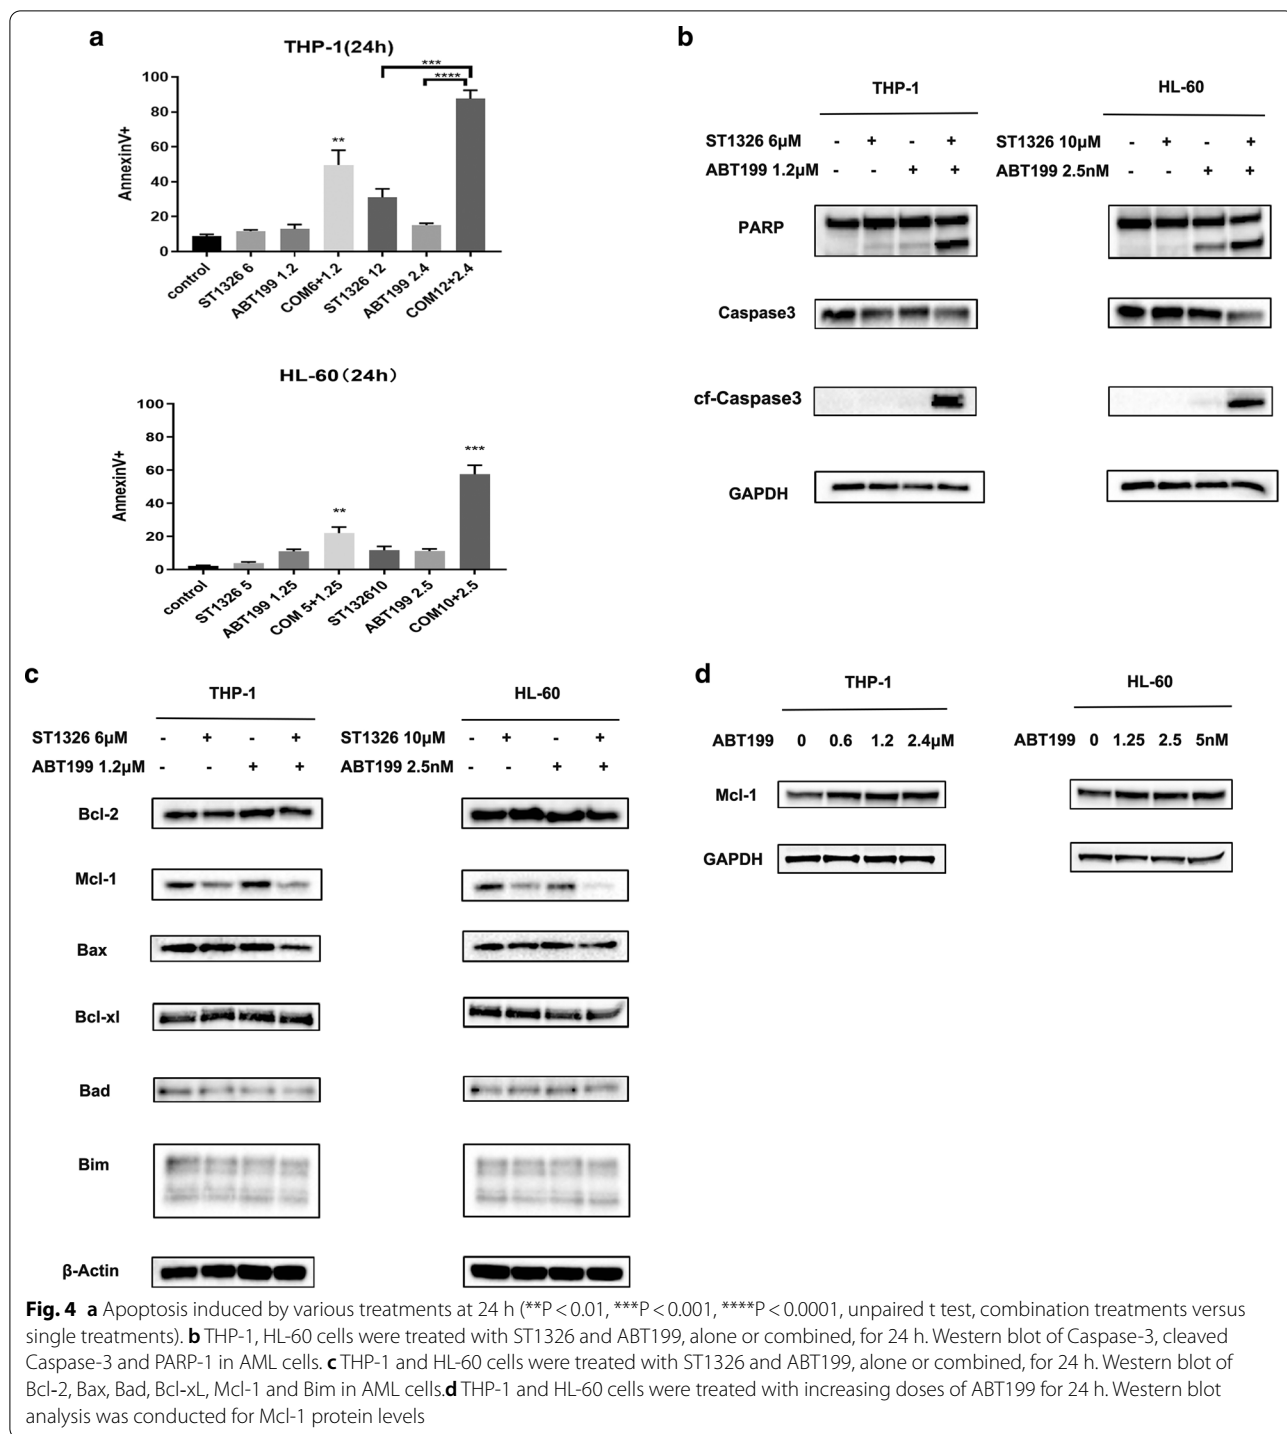 a
THP-1(24h)
AnnexinV+
100
80
60
40
20
0
**
***
****
control
ST1326 6
ABT199 1.2
COM6+1.2
ST1326 12
ABT199 2.4
COM12+2.4
HL-60（24h）
AnnexinV+
100
80
60
40
20
0
**
***
control
ST1326 5
ABT199 1.25
COM 5+1.25
ST132610
ABT199 2.5
COM10+2.5
b
THP-1
HL-60
ST1326 6μM - + - +
ST1326 10μM - + - +
ABT199 1.2μM - - + +
ABT199 2.5nM - - + +
PARP
Caspase3
cf-Caspase3
GAPDH
c
THP-1
HL-60
ST1326 6μM - + - +
ST1326 10μM - + - +
ABT199 1.2μM - - + +
ABT199 2.5nM - - + +
Bcl-2
Mcl-1
Bax
Bcl-xl
Bad
Bim
β-Actin
d
THP-1
HL-60
ABT199 0 0.6 1.2 2.4μM
ABT199 0 1.25 2.5 5nM
Mcl-1
GAPDH
Fig. 4 a Apoptosis induced by various treatments at 24 h (**P < 0.01, ***P < 0.001, ****P < 0.0001, unpaired t test, combination treatments versus
single treatments). b THP-1, HL-60 cells were treated with ST1326 and ABT199, alone or combined, for 24 h. Western blot of Caspase-3, cleaved
Caspase-3 and PARP-1 in AML cells. c THP-1 and HL-60 cells were treated with ST1326 and ABT199, alone or combined, for 24 h. Western blot of
Bcl-2, Bax, Bad, Bcl-xL, Mcl-1 and Bim in AML cells.d THP-1 and HL-60 cells were treated with increasing doses of ABT199 for 24 h. Western blot
analysis was conducted for Mcl-1 protein levels